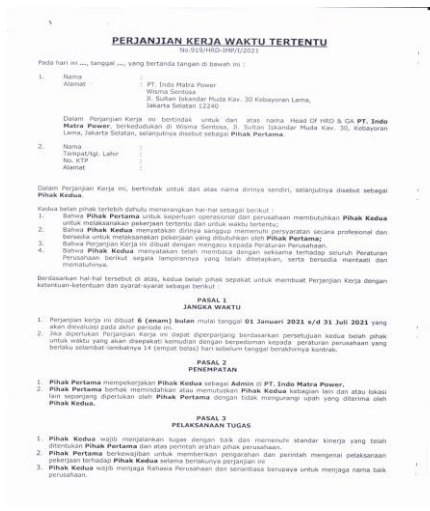 PERJANJIAN KERJA WAKTU TERTENTU
No.919/HRD-IMP/I/2021
Pada hari ini ..., tanggal ..., yang bertanda tangan di bawah ini :
1. Nama :
Alamat : PT. Indo Matra Power
Wisma Sentosa
Jl. Sultan Iskandar Muda Kav. 30 Kebayoran Lama,
Jakarta Selatan 12240
Dalam Perjanjian Kerja ini bertindak untuk dan atas nama Head Of HRD & GA PT. Indo
Matra Power, berkedudukan di Wisma Sentosa, Jl. Sultan Iskandar Muda Kav. 30, Kebayoran
Lama, Jakarta Selatan, selanjutnya disebut sebagai Pihak Pertama.
2. Nama :
Tempat/tgl. Lahir :
No. KTP :
Alamat :
Dalam Perjanjian Kerja ini, bertindak untuk dan atas nama dirinya sendiri, selanjutnya disebut sebagai
Pihak Kedua.
Kedua belah pihak terlebih dahulu menerangkan hal-hal sebagai berikut :
1. Bahwa Pihak Pertama untuk keperluan operasional dan perusahaan membutuhkan Pihak Kedua
untuk melaksanakan pekerjaan tertentu dan untuk waktu tertentu;
2. Bahwa Pihak Kedua menyatakan dirinya sanggup memenuhi persyaratan secara profesional dan
bersedia untuk melaksanakan pekerjaan yang dibutuhkan oleh Pihak Pertama;
3. Bahwa Perjanjian Kerja ini dibuat dengan mengacu kepada Peraturan Perusahaan.
4. Bahwa Pihak Kedua menyatakan telah membaca dengan seksama terhadap seluruh Peraturan
Perusahaan berikut segala lampirannya yang telah ditetapkan, serta bersedia mentaati dan
mematuhinya.
Berdasarkan hal-hal tersebut di atas, kedua belah pihak sepakat untuk membuat Perjanjian Kerja dengan
ketentuan-ketentuan dan syarat-syarat sebagai berikut :
PASAL 1
JANGKA WAKTU
1. Perjanjian kerja ini dibuat 6 (enam) bulan mulai tanggal 01 Januari 2021 s/d 31 Juli 2021 yang
akan dievaluasi pada akhir periode ini.
2. Jika diperlukan Perjanjian Kerja ini dapat diperpanjang berdasarkan persetujuan kedua belah pihak
untuk waktu yang akan disepakati kemudian dengan berpedoman kepada peraturan perusahaan yang
berlaku selambat-lambatnya 14 (empat belas) hari sebelum tanggal berakhirnya kontrak.
PASAL 2
PENEMPATAN
1. Pihak Pertama mempekerjakan Pihak Kedua sebagai Admin di PT. Indo Matra Power.
2. Pihak Pertama berhak memindahkan atau memutasikan Pihak Kedua kebagian lain dan atau lokasi
lain sepanjang diperlukan oleh Pihak Pertama dengan tidak mengurangi upah yang diterima oleh
Pihak Kedua.
PASAL 3
PELAKSANAAN TUGAS
1. Pihak Kedua wajib menjalankan tugas dengan baik dan memenuhi standar kinerja yang telah
ditentukan Pihak Pertama dan atas perintah arahan pihak perusahaan.
2. Pihak Pertama berkewajiban untuk memberikan pengarahan dan perintah mengenai pelaksanaan
pekerjaan terhadap Pihak Kedua selama berlakunya perjanjian ini
3. Pihak Kedua wajib menjaga Rahasia Perusahaan dan senantiasa berupaya untuk menjaga nama baik
perusahaan.